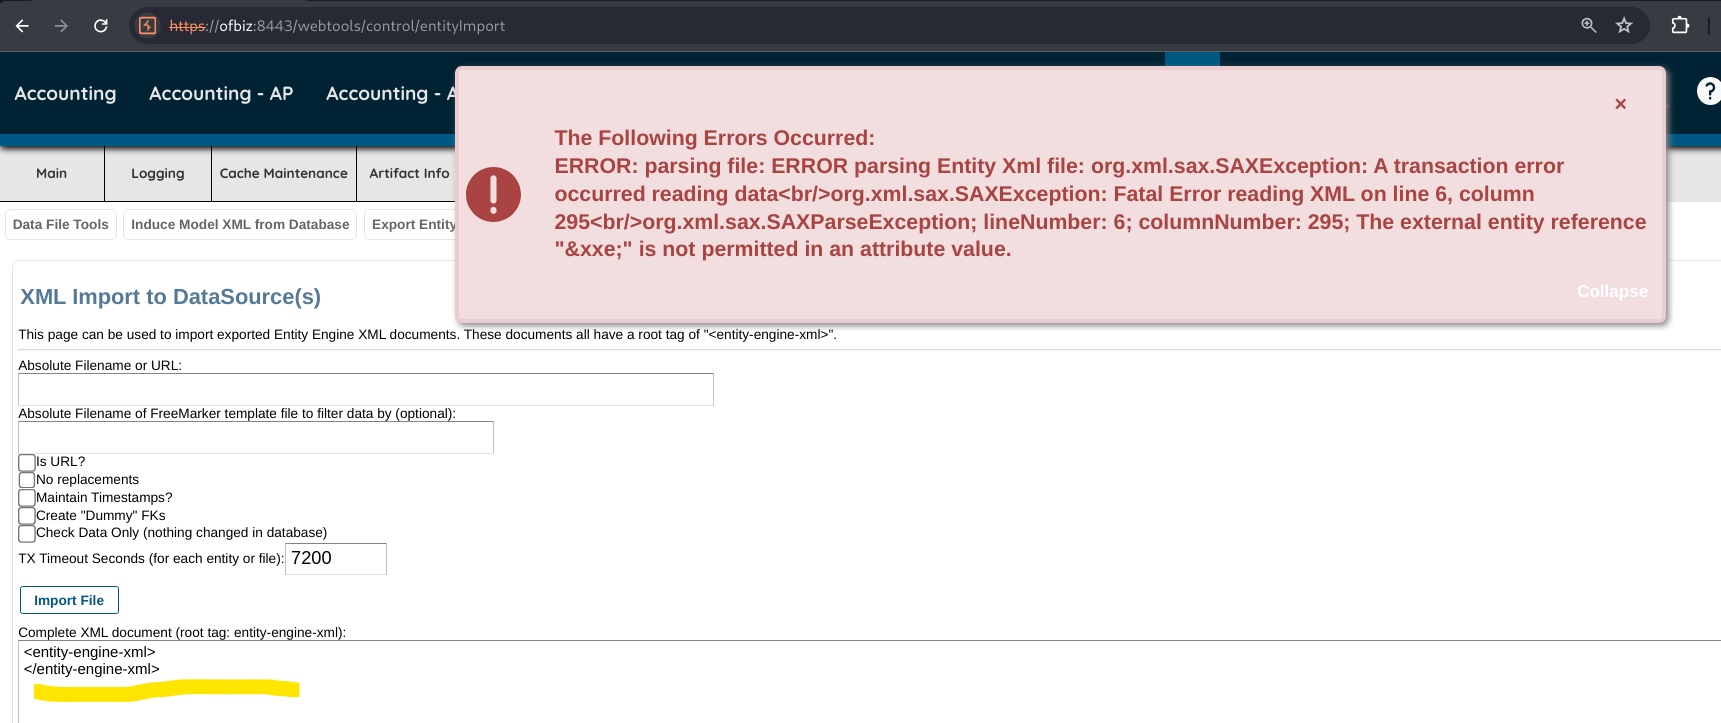 https://ofbiz:8443/webtools/control/entityImport
Accounting Accounting - AP Accounting - A
?
×
The Following Errors Occurred:
ERROR: parsing file: ERROR parsing Entity Xml file: org.xml.sax.SAXException: A transaction error
occurred reading data<br/>org.xml.sax.SAXException: Fatal Error reading XML on line 6, column
295<br/>org.xml.sax.SAXParseException; lineNumber: 6; columnNumber: 295; The external entity reference
"&xxe;" is not permitted in an attribute value.
Collapse
Main Logging Cache Maintenance Artifact Info
Data File Tools Induce Model XML from Database Export Entity
XML Import to DataSource(s)
This page can be used to import exported Entity Engine XML documents. These documents all have a root tag of "<entity-engine-xml>".
Absolute Filename or URL:
Absolute Filename of FreeMarker template file to filter data by (optional):
Is URL?
No replacements
Maintain Timestamps?
Create "Dummy" FKs
Check Data Only (nothing changed in database)
TX Timeout Seconds (for each entity or file): 7200
Import File
Complete XML document (root tag: entity-engine-xml):
<entity-engine-xml>
</entity-engine-xml>